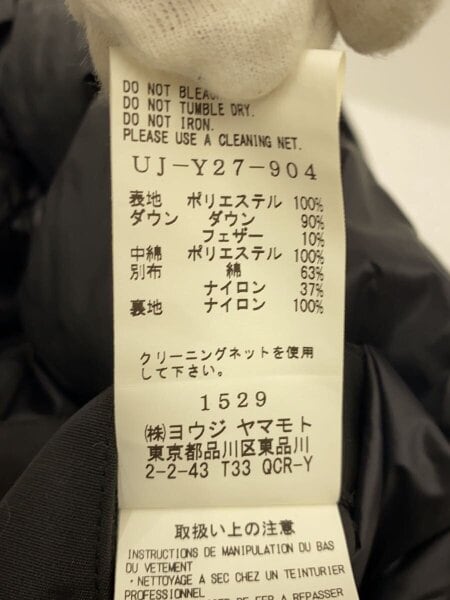 DO NOT BLEACH.
DO NOT TUMBLE DRY.
DO NOT IRON.
PLEASE USE A CLEANING NET.
UJ-Y27-904
表地 ポリエステル 100%
ダウン ダウン 90%
フェザー 10%
中綿 ポリエステル 100%
別布 綿 63%
ナイロン 37%
裏地 ナイロン 100%
クリーニングネットを使用
して下さい。
1529
㈱ヨウジ ヤマモト
東京都品川区東品川
2-2-43 T33 QCR-Y
取扱い上の注意
INSTRUCTIONS DE MANIPULATION DU BAS
DU VETEMENT
・NETTOYAGE A SEC CHEZ UN TEINTURIER
PROFESSIONNEL
DE FER A REPASSER